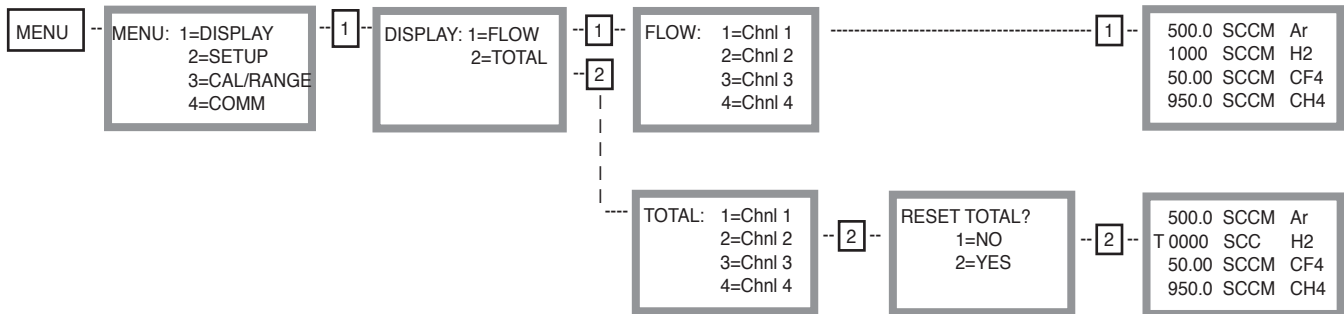 MENU
MENU: 1=DISPLAY
2=SETUP
3=CAL/RANGE
4=COMM
1
DISPLAY: 1=FLOW
2=TOTAL
1
2
FLOW: 1=Chnl 1
2=Chnl 2
3=Chnl 3
4=Chnl 4
1
500.0 SCCM Ar
1000 SCCM H2
50.00 SCCM CF4
950.0 SCCM CH4
TOTAL: 1=Chnl 1
2=Chnl 2
3=Chnl 3
4=Chnl 4
2
RESET TOTAL?
1=NO
2=YES
2
500.0 SCCM Ar
T 0000 SCC H2
50.00 SCCM CF4
950.0 SCCM CH4